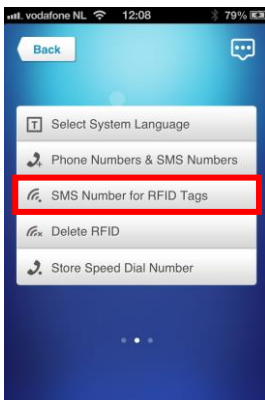 vodafone NL 12:08 79%
Back
T Select System Language
Phone Numbers & SMS Numbers
SMS Number for RFID Tags
Delete RFID
Store Speed Dial Number